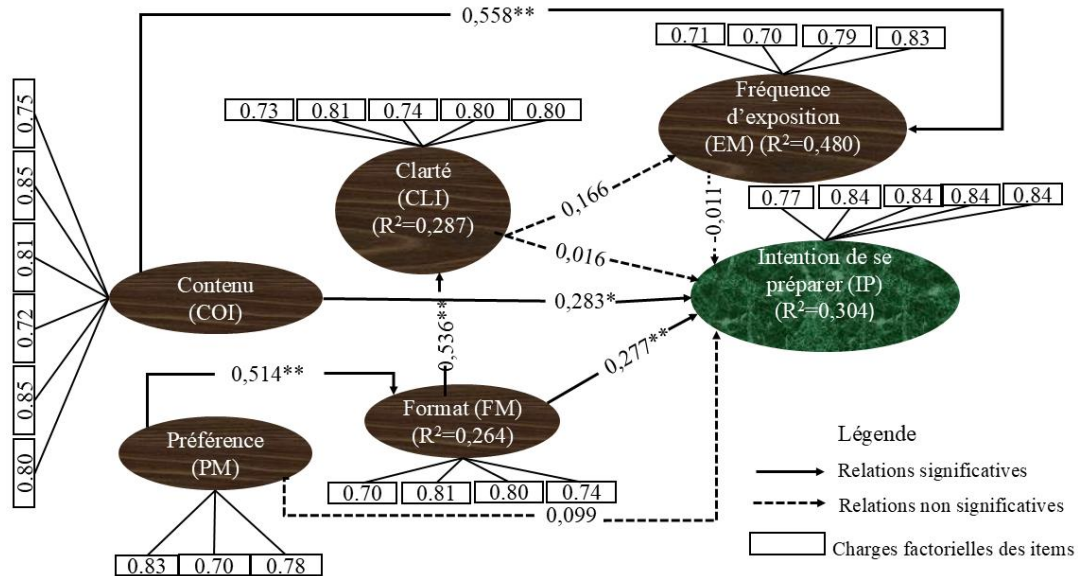 0,558**
0.71 0.70 0.79 0.83
Fréquence
d'exposition
(EM) (R²=0,480)
0.73 0.81 0.74 0.80 0.80
Clarté
(CLI)
(R²=0,287)
0,166
0,011
0,016
0.77 0.84 0.84 0.84 0.84
Intention de se
préparer (IP)
(R²=0,304)
0.75
0.85
0.81
0.72
0.85
0.80
Contenu
(COI)
0,283*
0,536**
0,277**
0,514**
Format (FM)
(R²=0,264)
Préférence
(PM)
0.70 0.81 0.80 0.74
0,099
0.83 0.70 0.78
Légende
Relations significatives
Relations non significatives
Charges factorielles des items